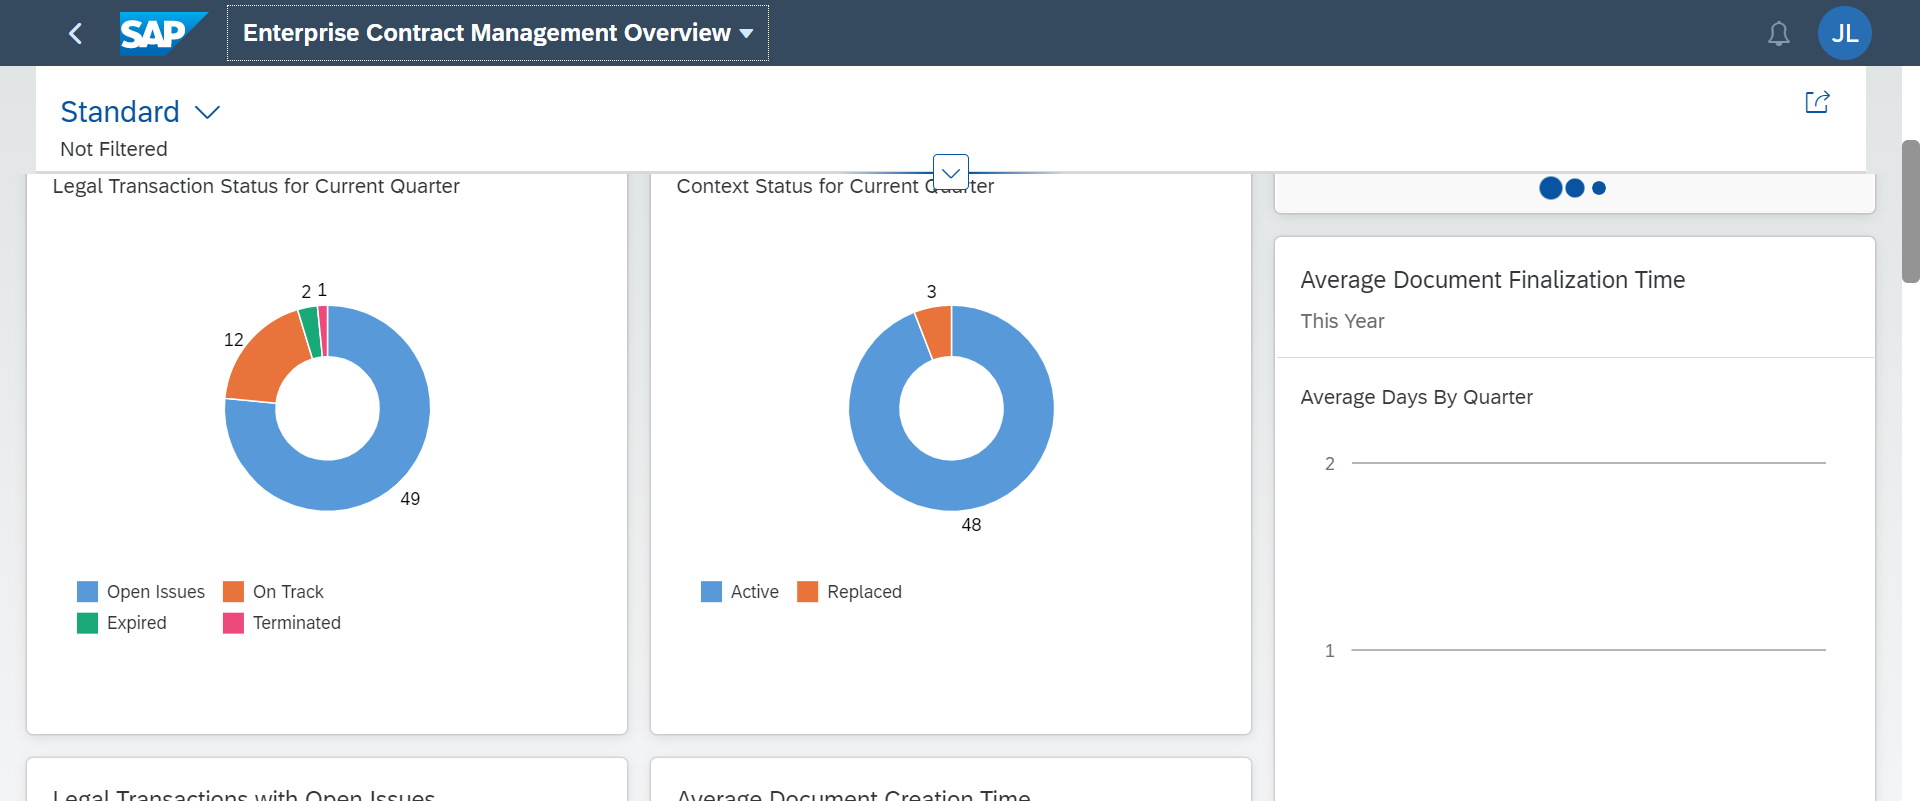 SAP Enterprise Contract Management Overview JL
Standard
Not Filtered
Legal Transaction Status for Current Quarter
2 1
12
49
Open Issues On Track
Expired Terminated
Context Status for Current Quarter
3
48
Active Replaced
Average Document Finalization Time
This Year
Average Days By Quarter
2
1
Legal Transactions with Open Issues
Average Document Creation Time